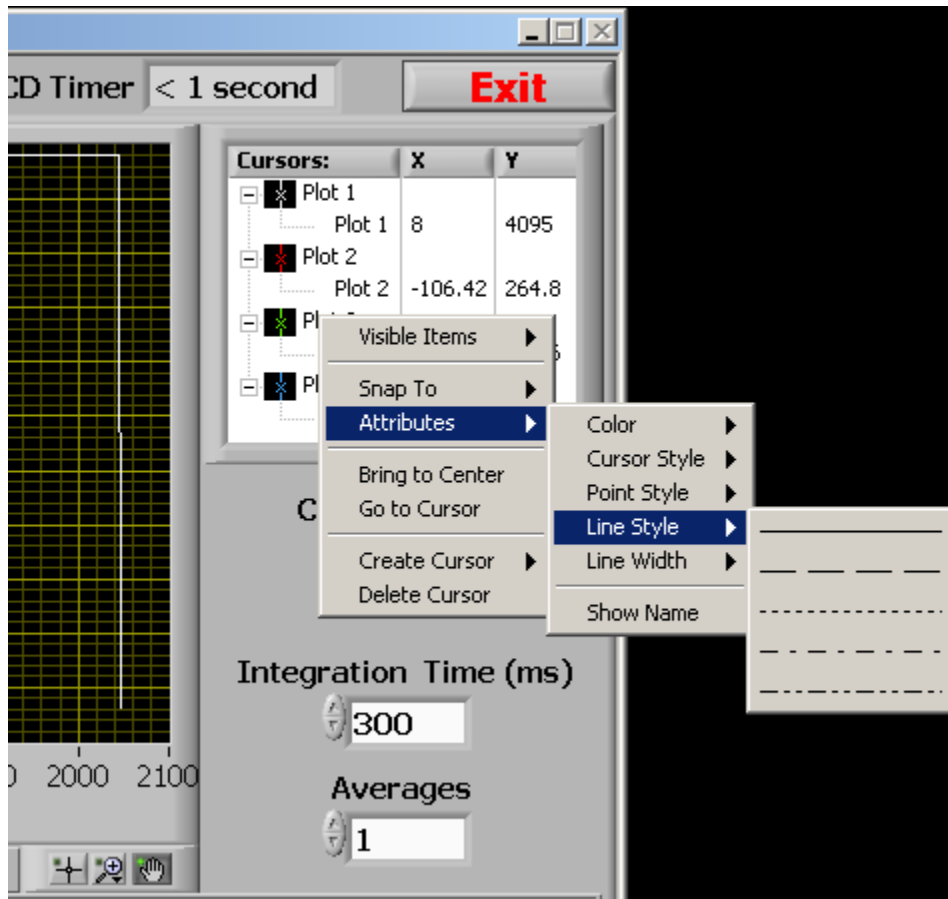 CD Timer < 1 second Exit
Cursors: X Y
Plot 1
Plot 1 8 4095
Plot 2
Plot 2 -106.42 264.8
Visible Items
Snap To
Attributes
Bring to Center
Go to Cursor
Create Cursor
Delete Cursor
Color
Cursor Style
Point Style
Line Style
Line Width
Show Name
Integration Time (ms)
300
2000 2100
Averages
1